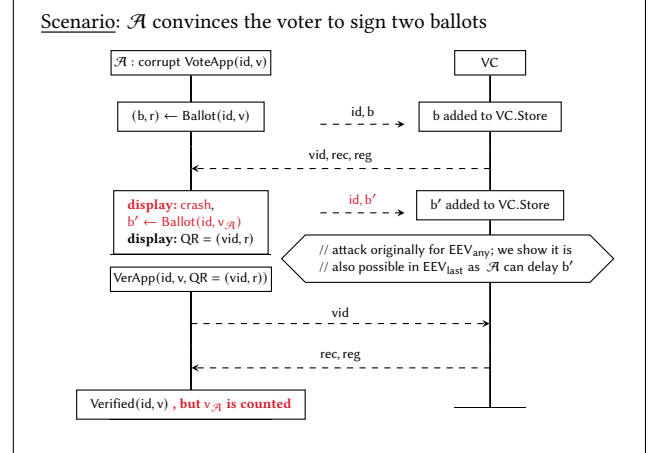 Scenario: 𝒜 convinces the voter to sign two ballots
𝒜 : corrupt VoteApp(id, v)
VC
(b, r) ← Ballot(id, v)
id, b
b added to VC.Store
vid, rec, reg
display: crash,
b′ ← Ballot(id, v𝒜)
display: QR = (vid, r)
id, b′
b′ added to VC.Store
// attack originally for EEVany; we show it is
// also possible in EEVlast as 𝒜 can delay b′
VerApp(id, v, QR = (vid, r))
vid
rec, reg
Verified(id, v) , but v𝒜 is counted